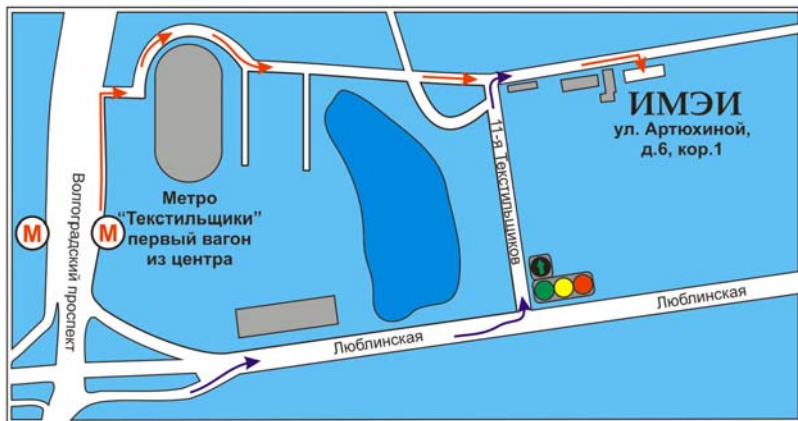 ИМЭИ
ул. Артюхиной,
д.6, кор.1
11-я Текстильщиков
Метро
“Текстильщики”
первый вагон
из центра
М
М
Волгоградский проспект
Люблинская
Люблинская